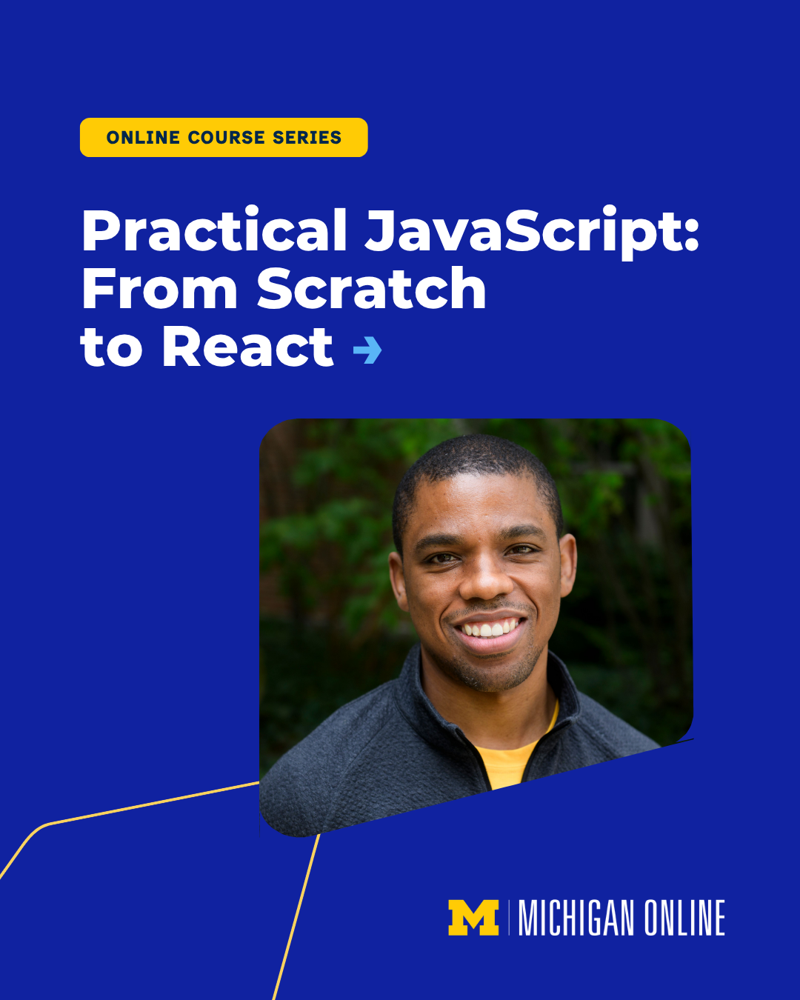 ONLINE COURSE SERIES
Practical JavaScript:
From Scratch
to React
M MICHIGAN ONLINE